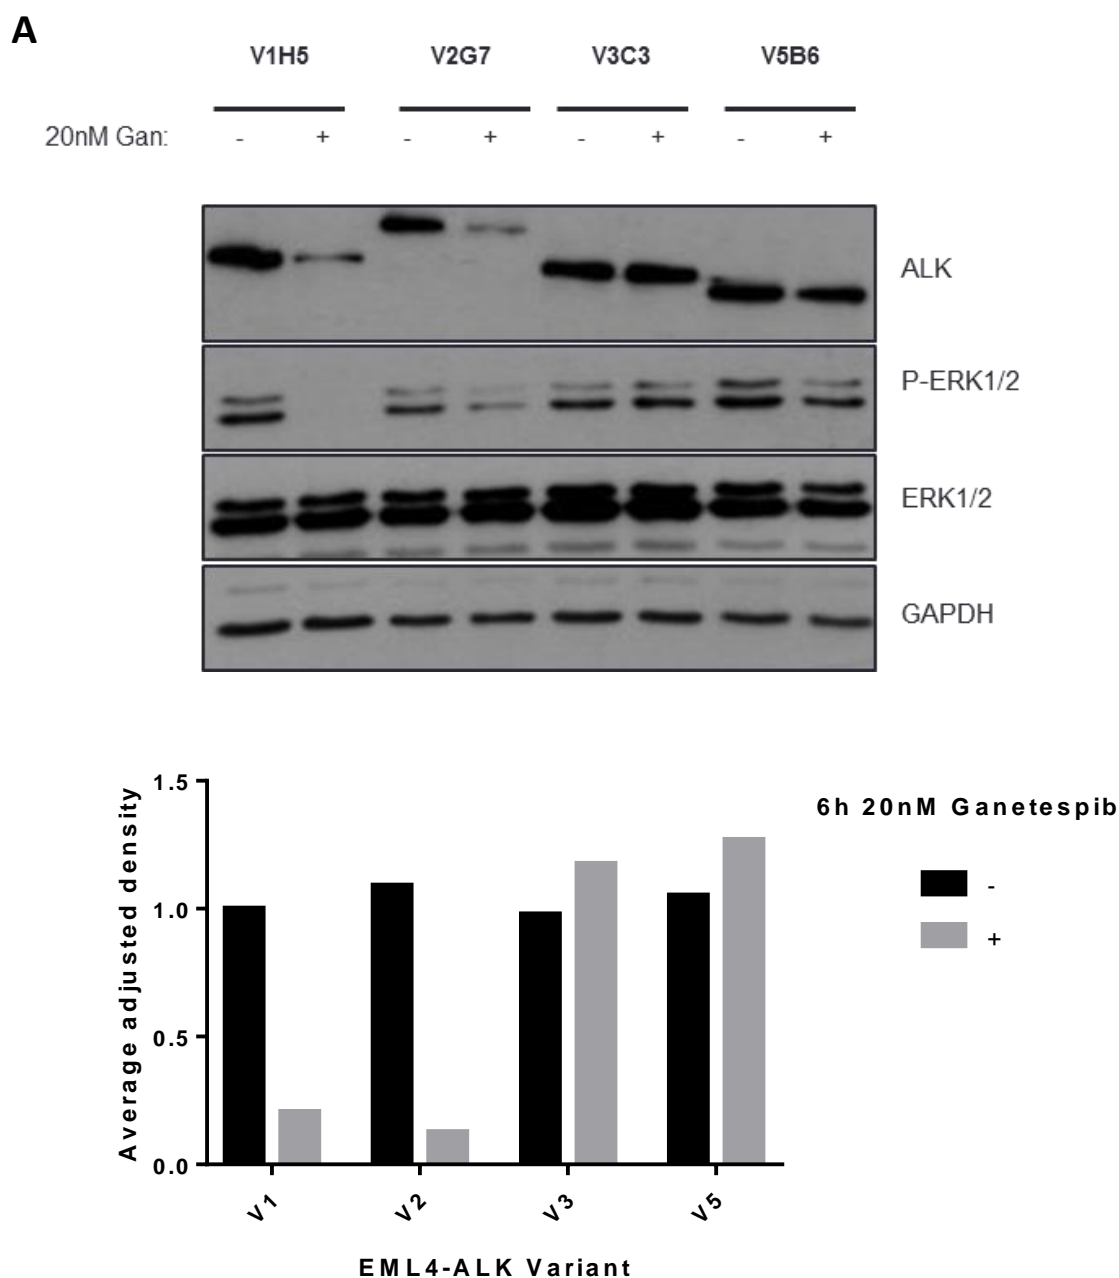 A
V1H5 V2G7 V3C3 V5B6
20nM Gan: - + - + - + - +
ALK
P-ERK1/2
ERK1/2
GAPDH
1.5
1.0
0.5
0.0
Average adjusted density
V1 V2 V3 V5
EML4-ALK Variant
6h 20nM Ganetespib
-
+